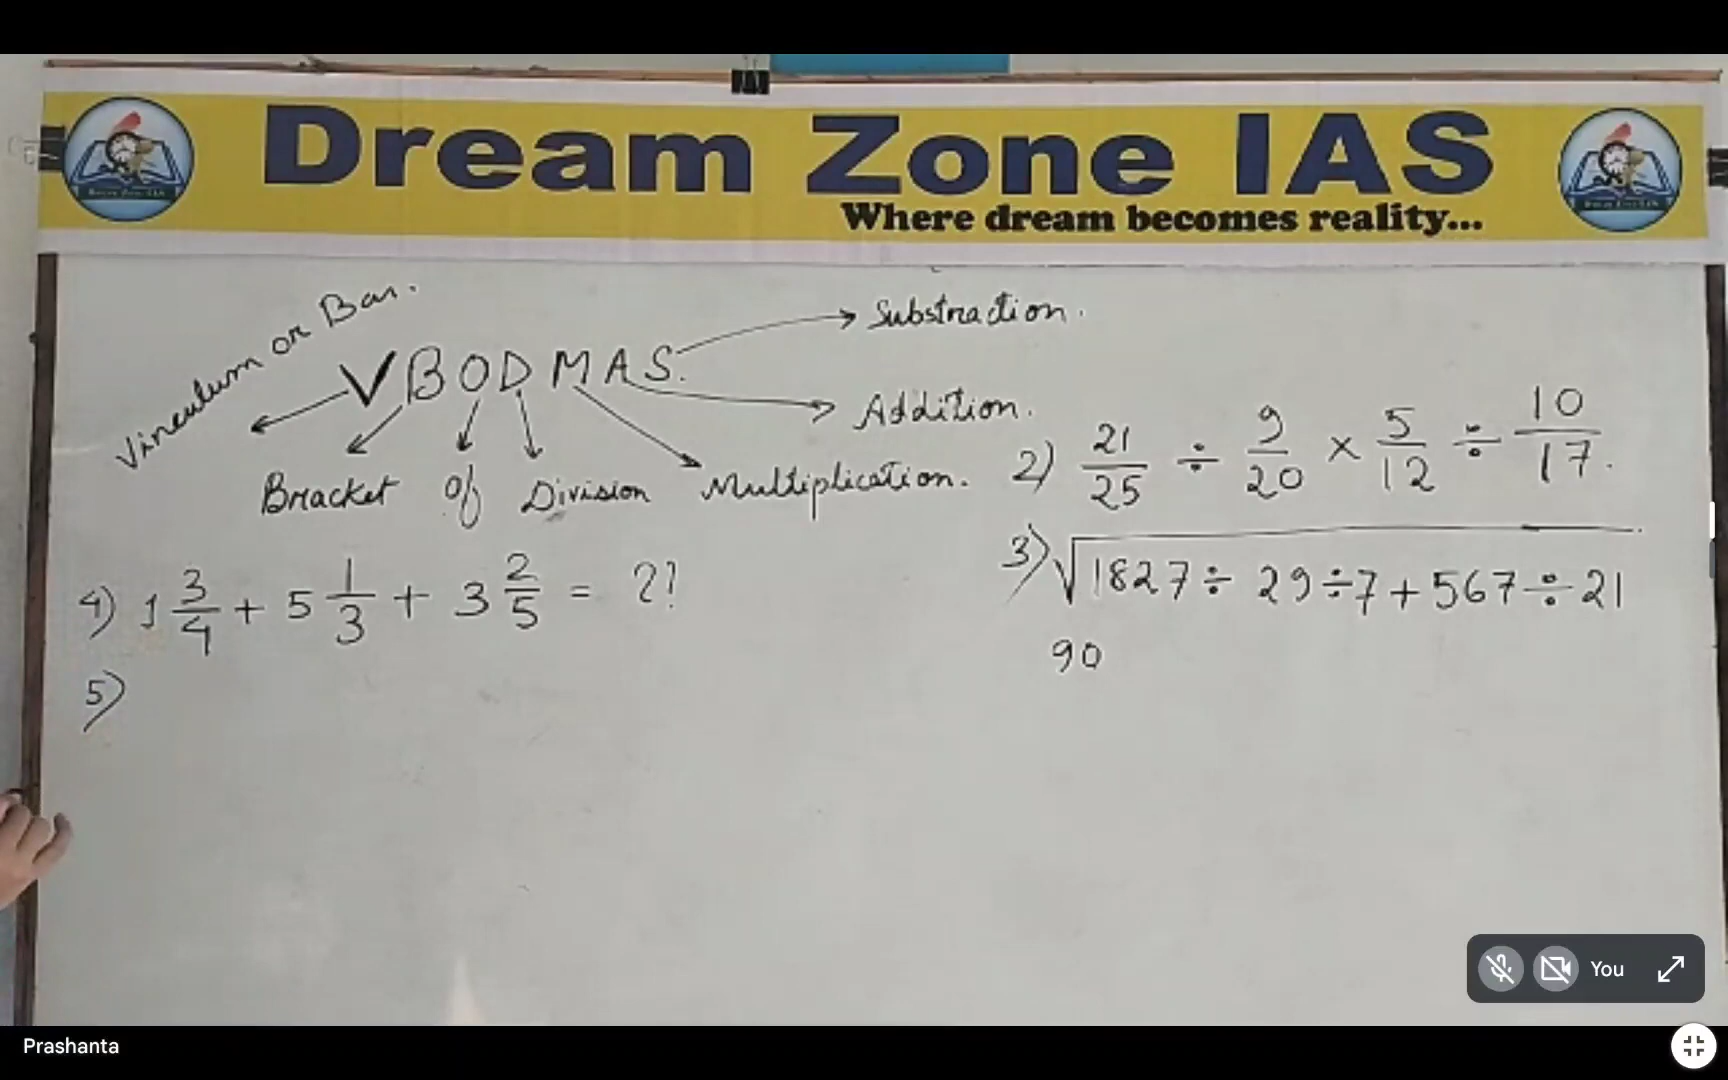 Dream Zone IAS
Where dream becomes reality...
Vinculum or Bar.
VBODMAS.
Substraction.
Addition.
Bracket Of Division Multiplication.
2) 21/25 ÷ 9/20 × 5/12 ÷ 10/17.
3) √1827 ÷ 29 ÷ 7 + 567 ÷ 21
90
4) 1 3/4 + 5 1/3 + 3 2/5 = ??
5)
You
Prashanta